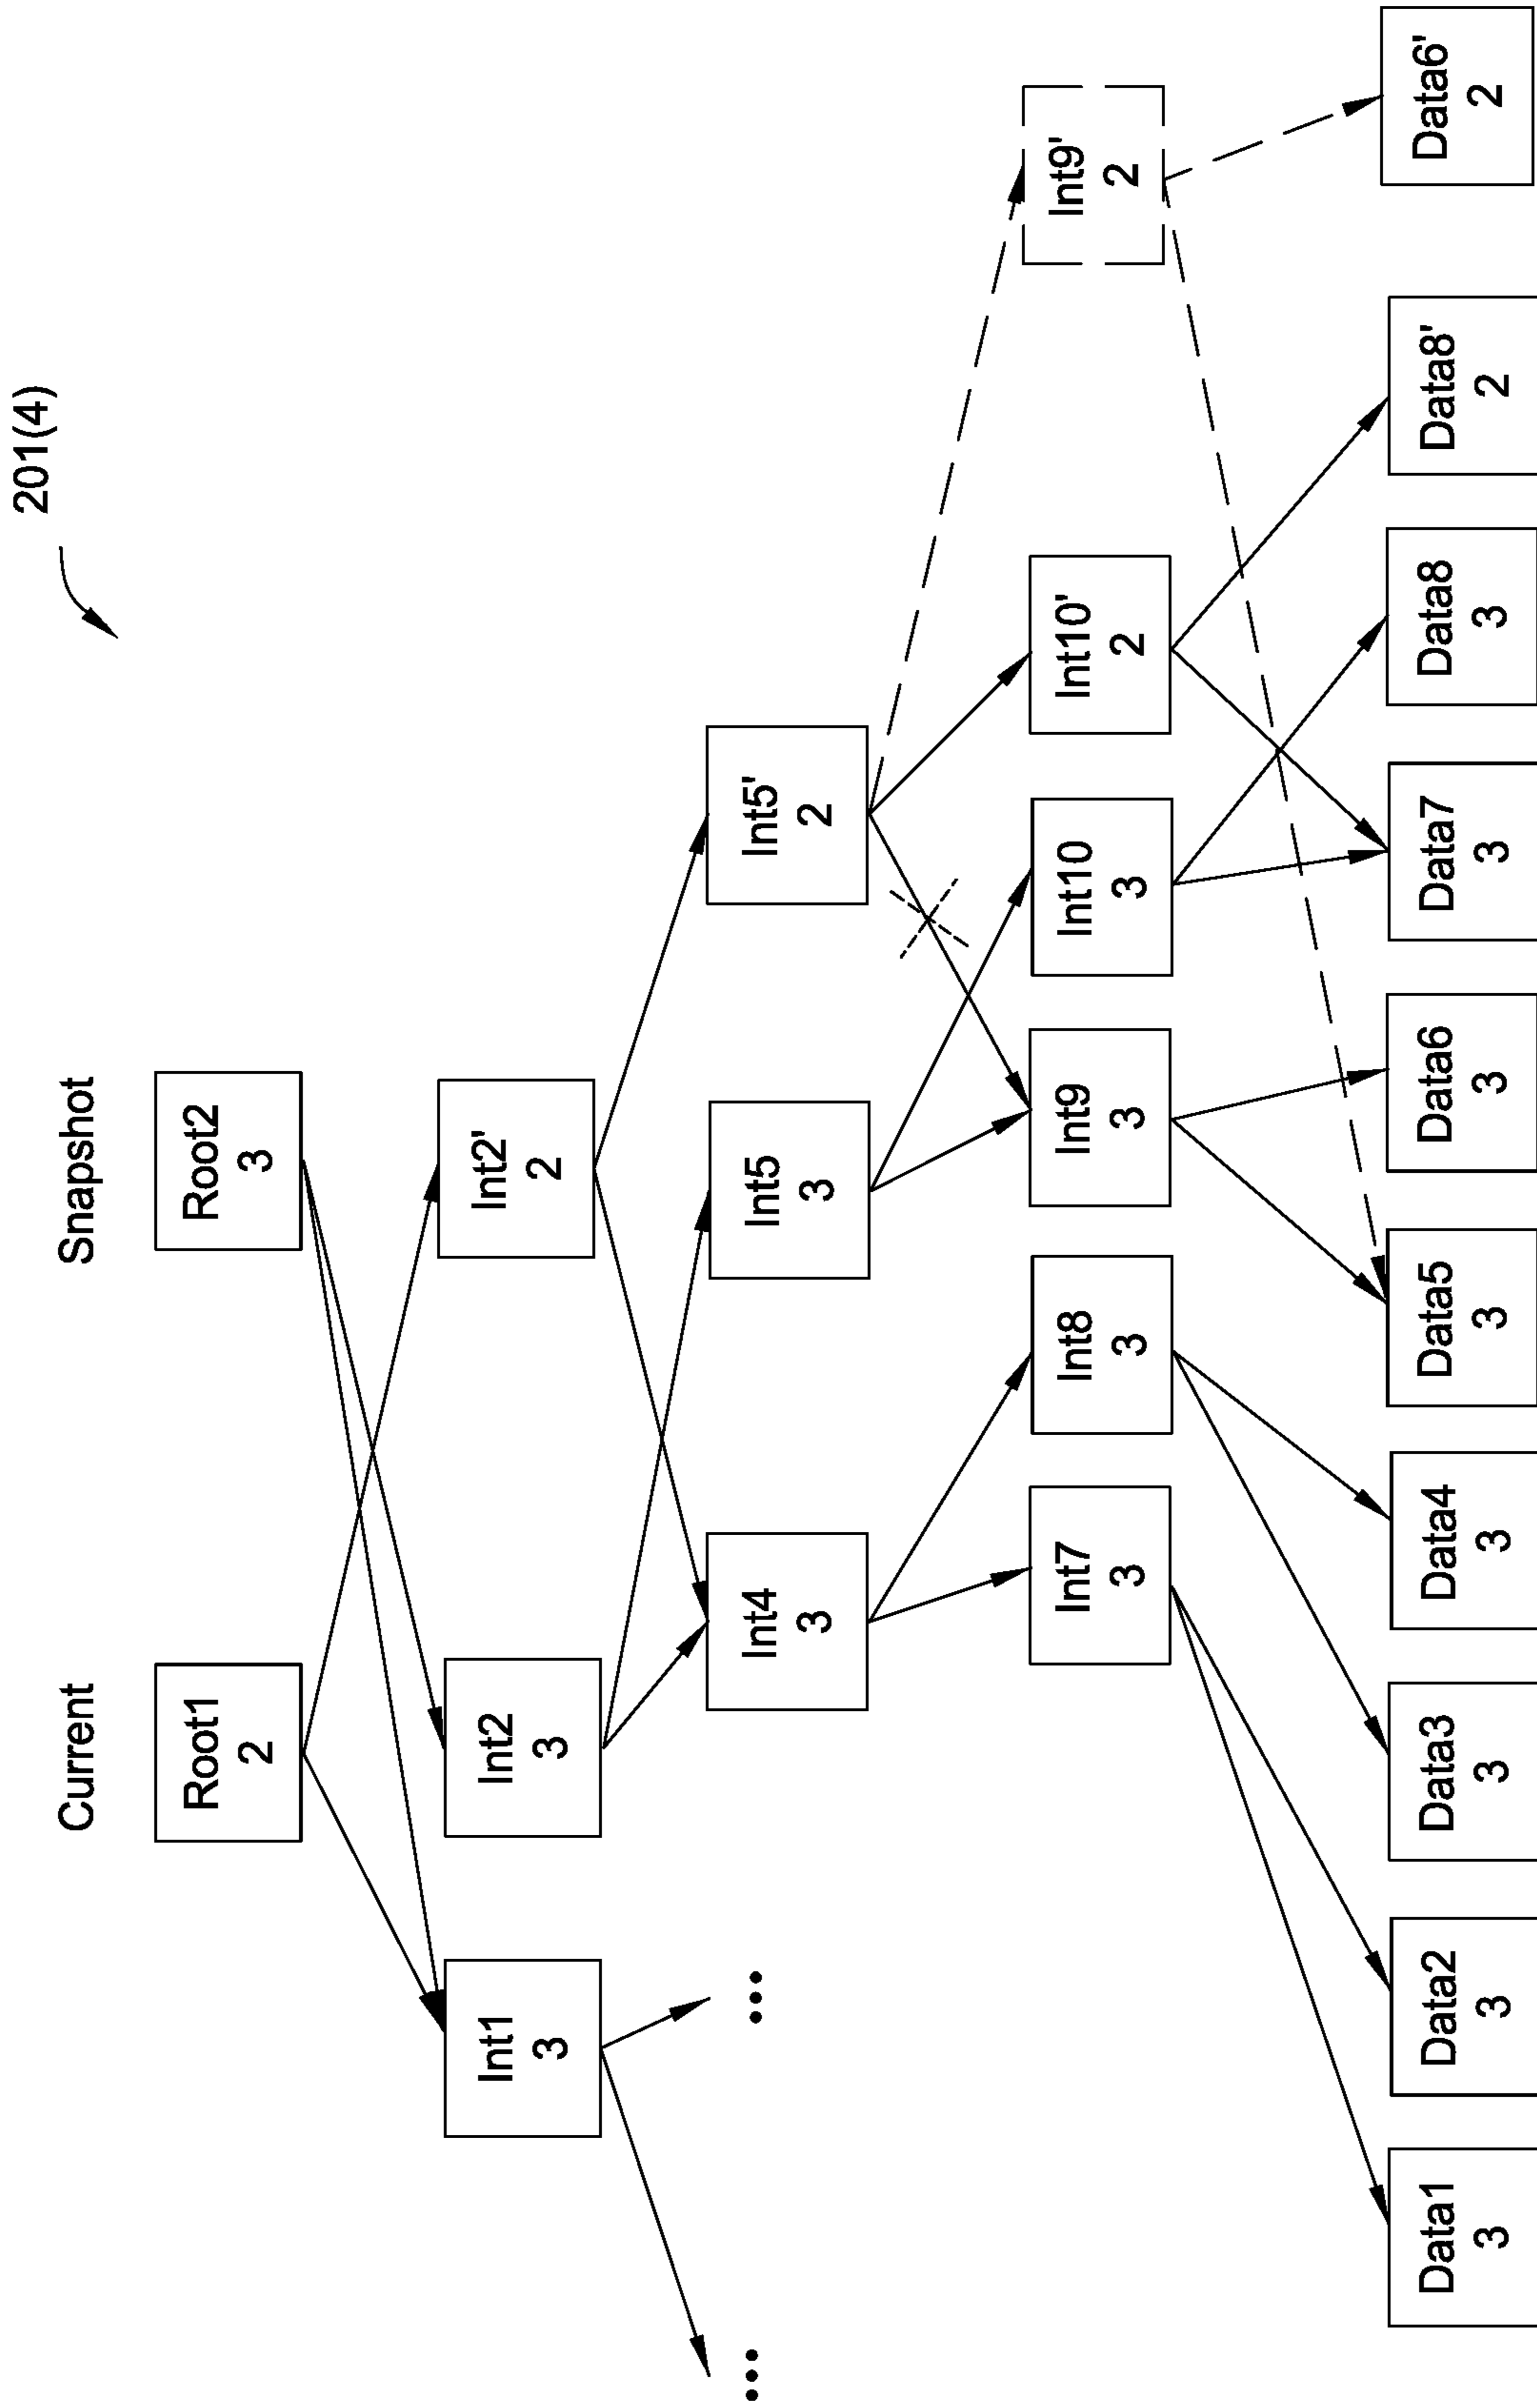 201(4)
Current
Snapshot
Root1
2
Root2
3
Int1
3
Int2
3
Int2'
2
Int4
3
Int5
3
Int5'
2
Int7
3
Int8
3
Int9
3
Int10
3
Int10'
2
Int9'
2
Data1
3
Data2
3
Data3
3
Data4
3
Data5
3
Data6
3
Data7
3
Data8
3
Data8'
2
Data6'
2